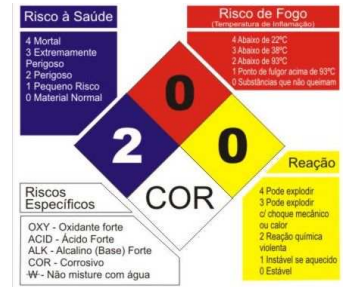 Risco à Saúde
4 Mortal
3 Extremamente
Perigoso
2 Perigoso
1 Pequeno Risco
0 Material Normal
Risco de Fogo
(Temperatura de Inflamação)
4 Abaixo de 22ºC
3 Abaixo de 38ºC
2 Abaixo de 93ºC
1 Ponto de fulgor acima de 93ºC
0 Substâncias que não queimam
0
2
0
COR
Reação
4 Pode explodir
3 Pode explodir
c/ choque mecânico
ou calor
2 Reação química
violenta
1 Instável se aquecido
0 Estável
Riscos
Específicos
OXY - Oxidante forte
ACID - Ácido Forte
ALK - Alcalino (Base) Forte
COR - Corrosivo
W̶ - Não misture com água